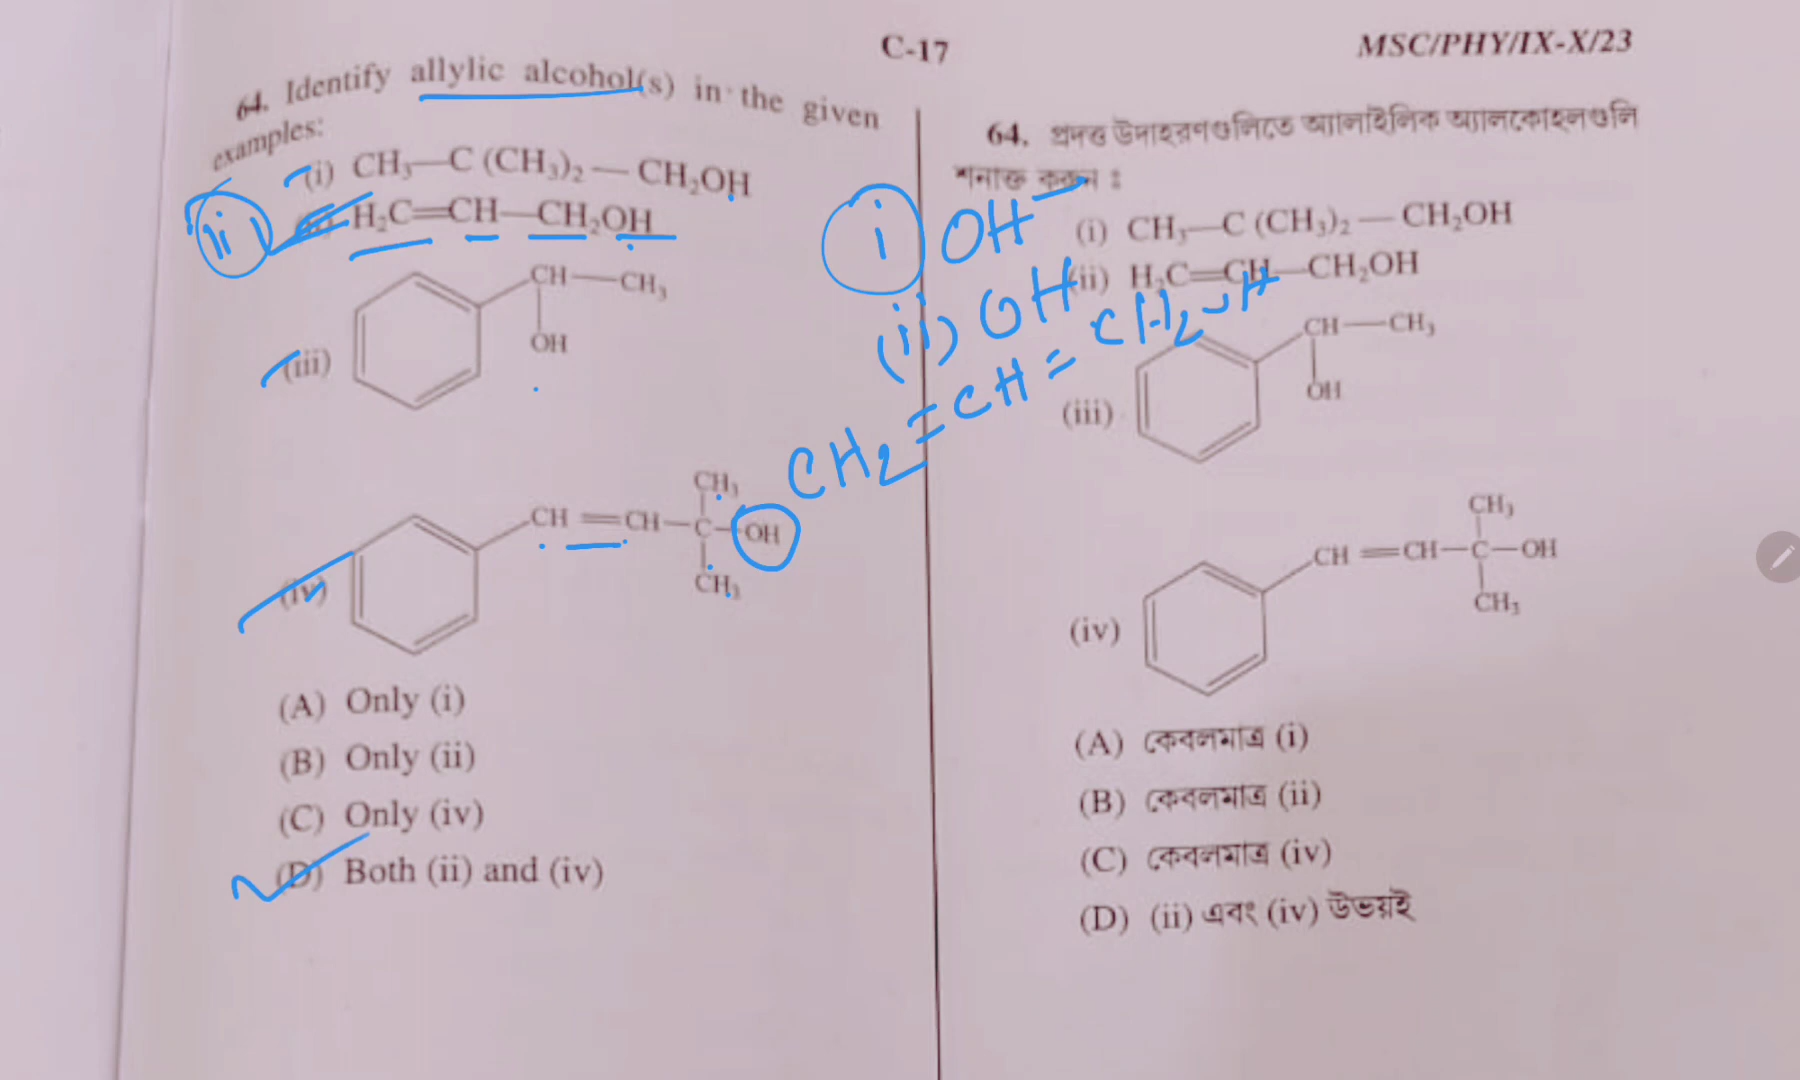 C-17
MSC/PHY/IX-X/23
64. Identify allylic alcohol(s) in the given
examples:
(i) CH₃—C (CH₃)₂ — CH₂OH
ii
H₂C=CH—CH₂OH
CH—CH₃
OH
(iii)
CH₃
CH=CH—C—OH
CH₃
(iv)
(A) Only (i)
(B) Only (ii)
(C) Only (iv)
(D) Both (ii) and (iv)
i OH
(ii) OH
CH₂=CH=CH₂OH
64. প্রদত্ত উদাহরণগুলিতে অ্যালাইলিক অ্যালকোহলগুলি
শনাক্ত করুন :
(i) CH₃—C (CH₃)₂ — CH₂OH
(ii) H₂C=CH—CH₂OH
CH—CH₃
OH
(iii)
CH₃
CH=CH—C—OH
CH₃
(iv)
(A) কেবলমাত্র (i)
(B) কেবলমাত্র (ii)
(C) কেবলমাত্র (iv)
(D) (ii) এবং (iv) উভয়ই